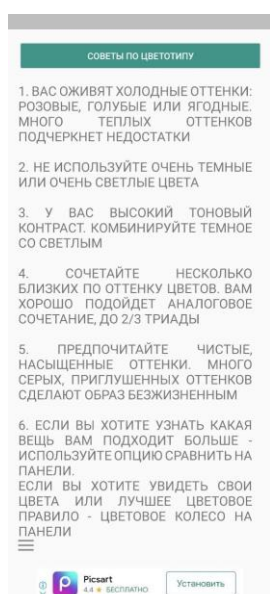 СОВЕТЫ ПО ЦВЕТОТИПУ
1. ВАС ОЖИВЯТ ХОЛОДНЫЕ ОТТЕНКИ:
РОЗОВЫЕ, ГОЛУБЫЕ ИЛИ ЯГОДНЫЕ.
МНОГО ТЕПЛЫХ ОТТЕНКОВ
ПОДЧЕРКНЕТ НЕДОСТАТКИ
2. НЕ ИСПОЛЬЗУЙТЕ ОЧЕНЬ ТЕМНЫЕ
ИЛИ ОЧЕНЬ СВЕТЛЫЕ ЦВЕТА
3. У ВАС ВЫСОКИЙ ТОНОВЫЙ
КОНТРАСТ. КОМБИНИРУЙТЕ ТЕМНОЕ
СО СВЕТЛЫМ
4. СОЧЕТАЙТЕ НЕСКОЛЬКО
БЛИЗКИХ ПО ОТТЕНКУ ЦВЕТОВ. ВАМ
ХОРОШО ПОДОЙДЕТ АНАЛОГОВОЕ
СОЧЕТАНИЕ, ДО 2/3 ТРИАДЫ
5. ПРЕДПОЧИТАЙТЕ ЧИСТЫЕ,
НАСЫЩЕННЫЕ ОТТЕНКИ. МНОГО
СЕРЫХ, ПРИГЛУШЕННЫХ ОТТЕНКОВ
СДЕЛАЮТ ОБРАЗ БЕЗЖИЗНЕННЫМ
6. ЕСЛИ ВЫ ХОТИТЕ УЗНАТЬ КАКАЯ
ВЕЩЬ ВАМ ПОДХОДИТ БОЛЬШЕ -
ИСПОЛЬЗУЙТЕ ОПЦИЮ СРАВНИТЬ НА
ПАНЕЛИ.
ЕСЛИ ВЫ ХОТИТЕ УВИДЕТЬ СВОИ
ЦВЕТА ИЛИ ЛУЧШЕЕ ЦВЕТОВОЕ
ПРАВИЛО - ЦВЕТОВОЕ КОЛЕСО НА
ПАНЕЛИ
Picsart
4.4 ★ БЕСПЛАТНО
Установить